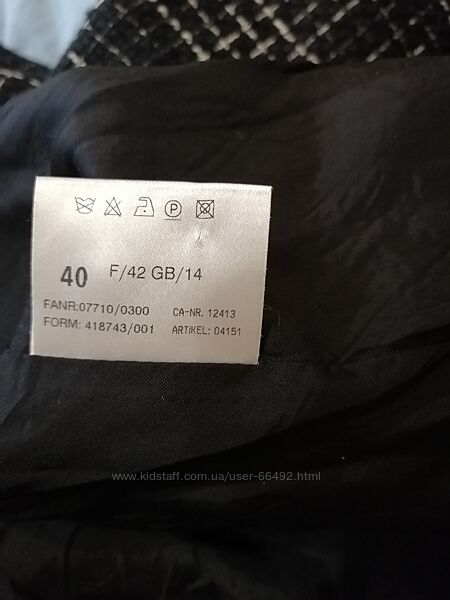 P
40 F/42 GB/14
FANR:07710/0300 CA-NR. 12413
FORM: 418743/001 ARTIKEL: 04151
www.kidstaff.com.ua/user-66492.html